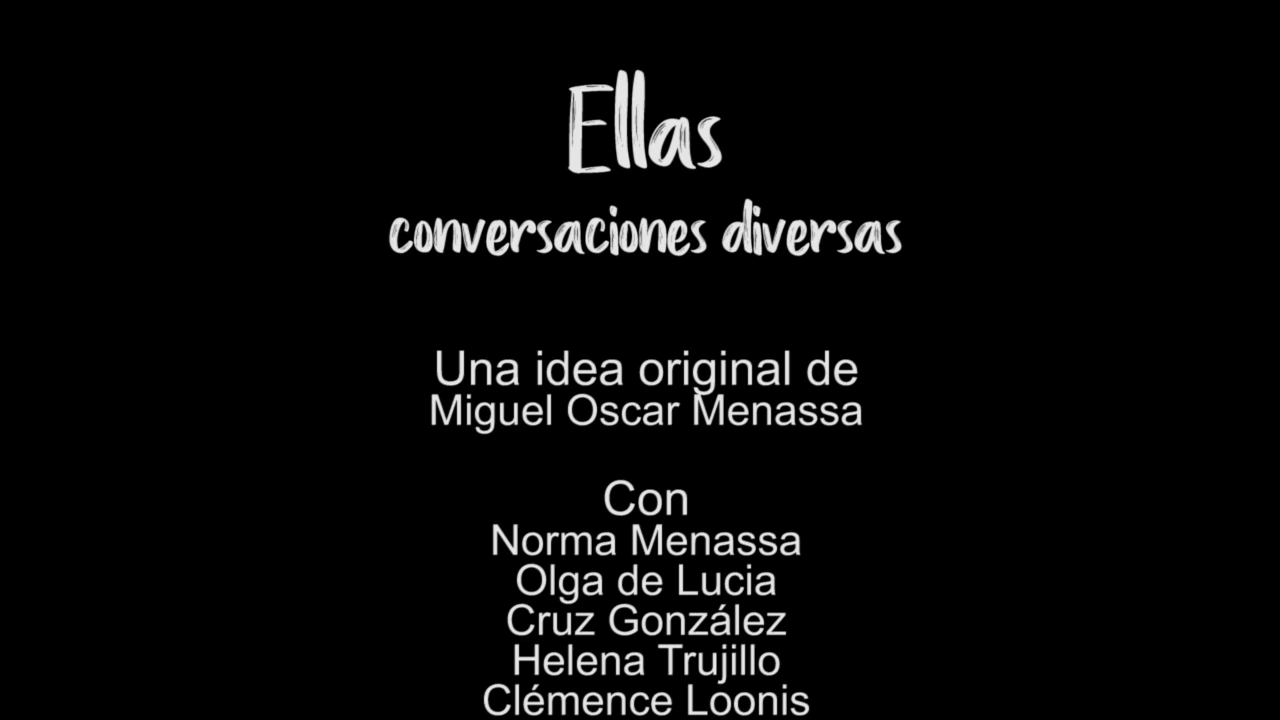 Ellas
conversaciones diversas
Una idea original de
Miguel Oscar Menassa
Con
Norma Menassa
Olga de Lucia
Cruz González
Helena Trujillo
Clémence Loonis